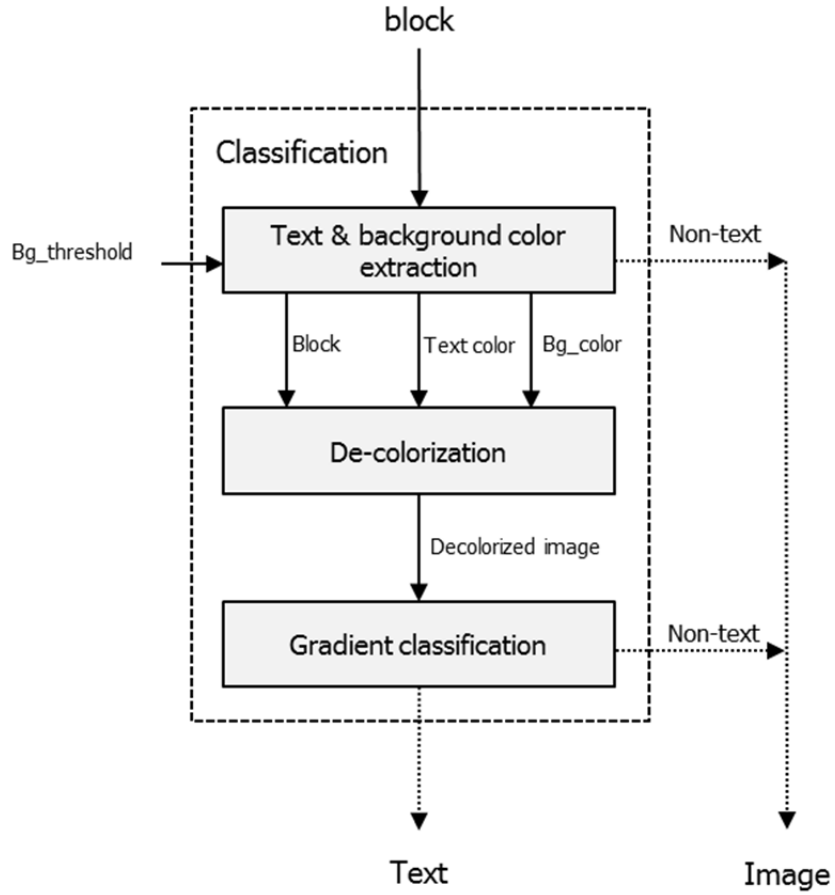 block
Classification
Text & background color
extraction
Non-text
Bg_threshold
Block
Text color
Bg_color
De-colorization
Decolorized image
Gradient classification
Non-text
Text
Image